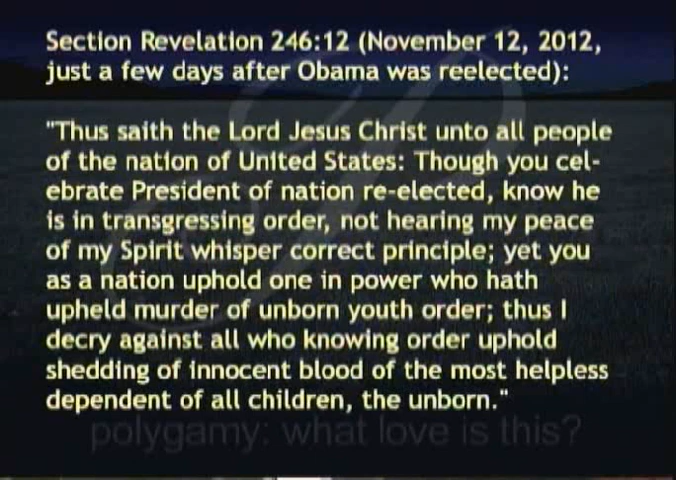 Section Revelation 246:12 (November 12, 2012,
just a few days after Obama was reelected):
"Thus saith the Lord Jesus Christ unto all people
of the nation of United States: Though you cel-
ebrate President of nation re-elected, know he
is in transgressing order, not hearing my peace
of my Spirit whisper correct principle; yet you
as a nation uphold one in power who hath
upheld murder of unborn youth order; thus I
decry against all who knowing order uphold
shedding of innocent blood of the most helpless
dependent of all children, the unborn."
polygamy: what love is this?